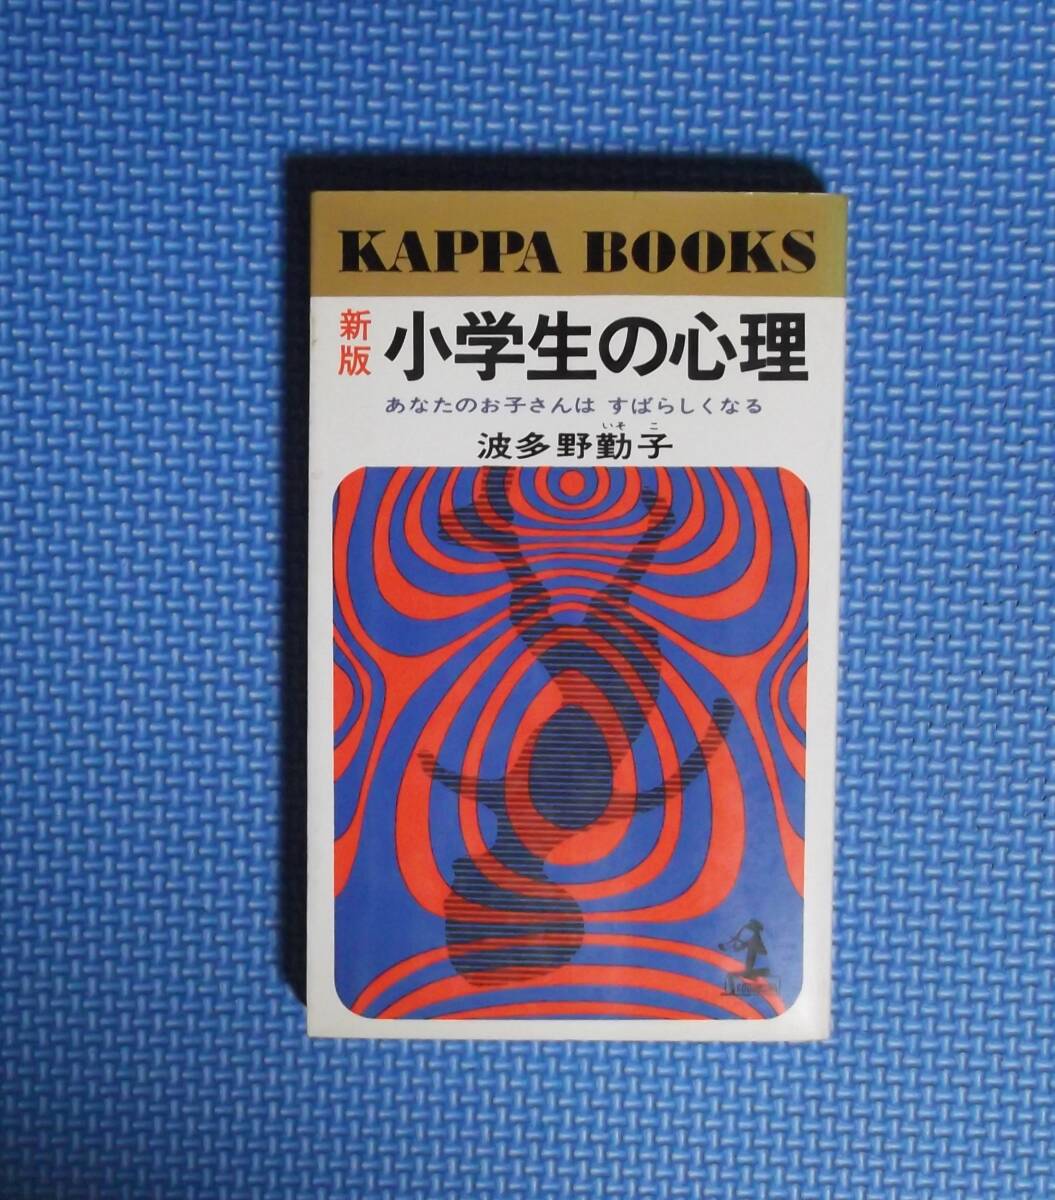 KAPPA BOOKS
新版
小学生の心理
あなたのお子さんは すばらしくなる
いそ こ
波多野勤子